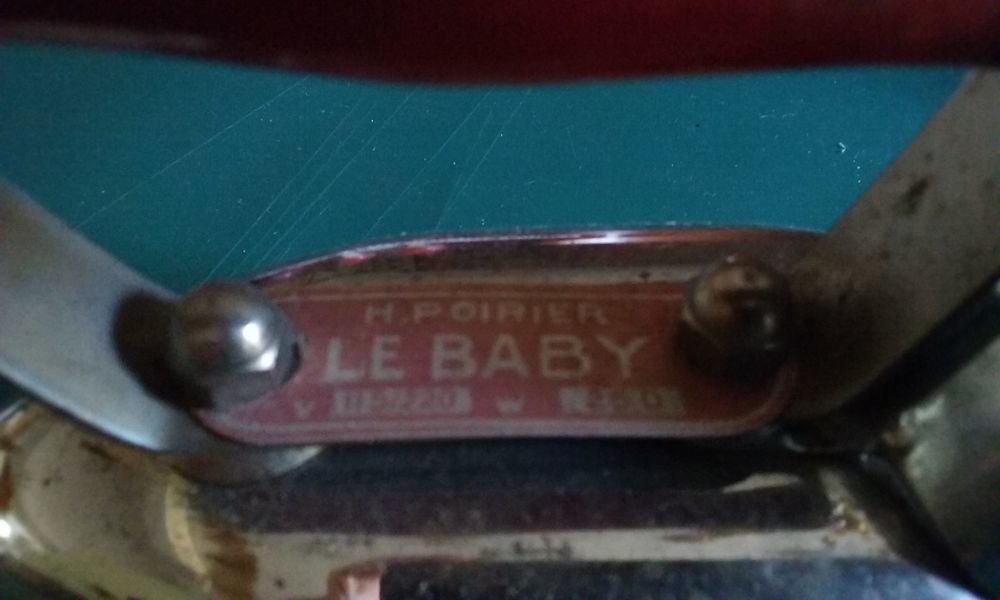 H. POIRIER
LE BABY
V W